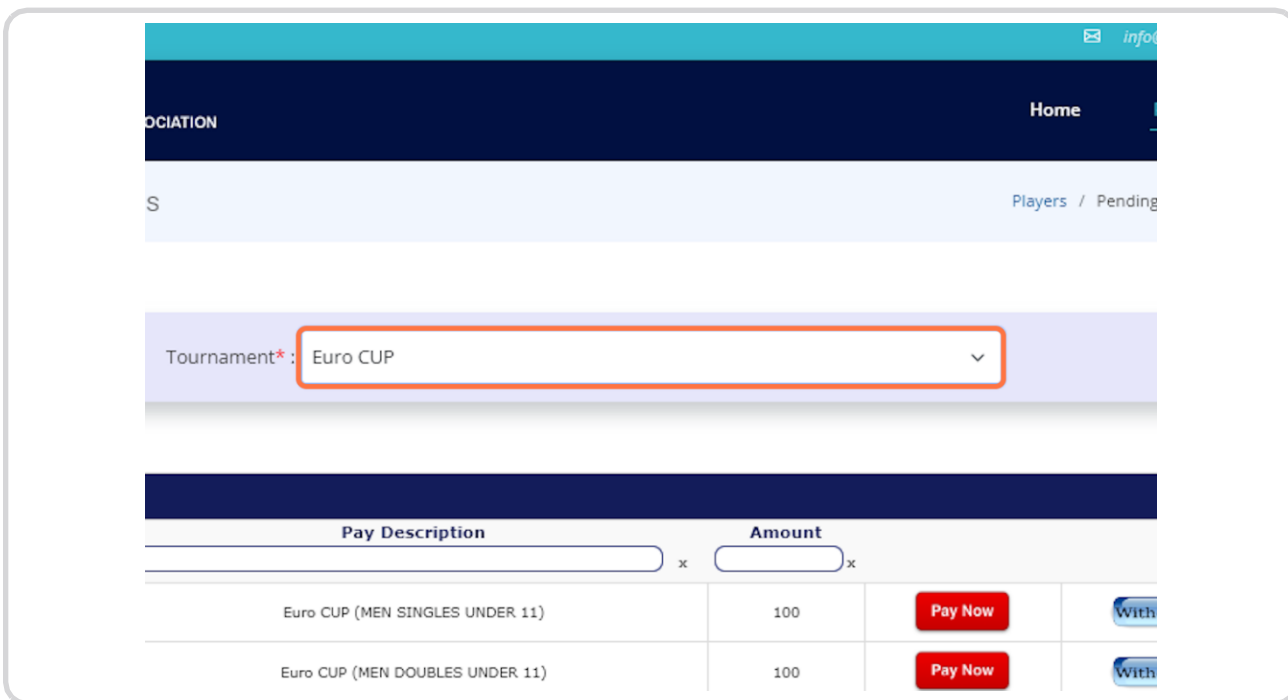 info@
Home
OCIATION
S
Players / Pending
Tournament* : Euro CUP
Pay Description Amount
x x
Euro CUP (MEN SINGLES UNDER 11) 100 Pay Now With
Euro CUP (MEN DOUBLES UNDER 11) 100 Pay Now With